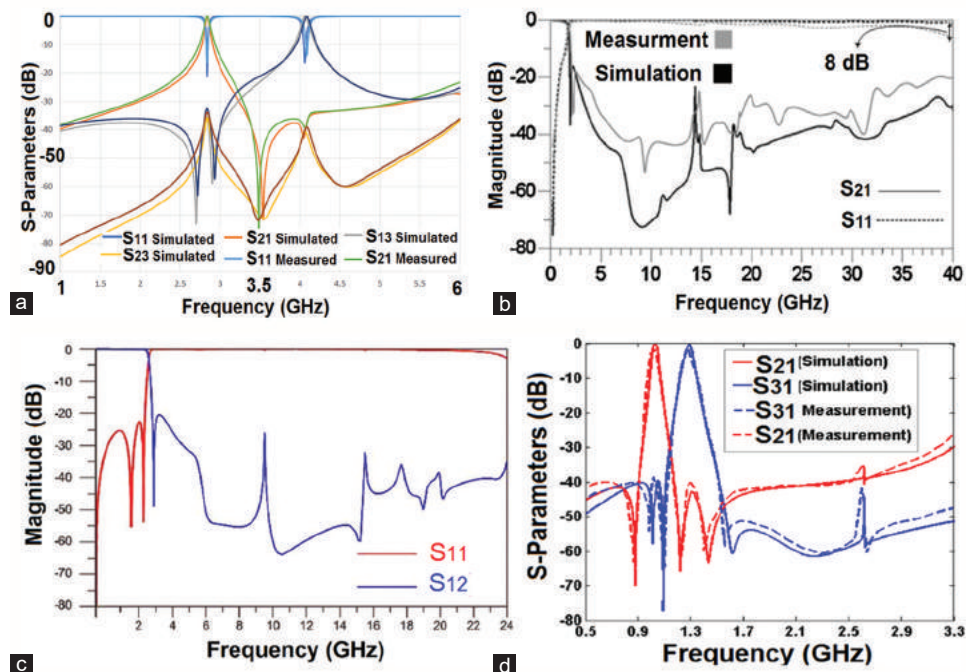 0
-10
-20
-30
-40
-50
-60
-70
-80
-90
S-Parameters (dB)
S11 Simulated S21 Simulated S13 Simulated
S23 Simulated S11 Measured S21 Measured
1 1.5 2 2.5 3 3.5 4 4.5 5 5.5 6
Frequency (GHz)
a
0
-20
-40
-60
-80
Magnitude (dB)
Measurment
Simulation
8 dB
S21
S11
0 5 10 15 20 25 30 35 40
Frequency (GHz)
b
0
-10
-20
-30
-40
-50
-60
-70
-80
Magnitude (dB)
S11
S12
2 4 6 8 10 12 14 16 18 20 22 24
Frequency (GHz)
c
0
-10
-20
-30
-40
-50
-60
-70
-80
S-Parameters (dB)
S21 (Simulation)
S31 (Simulation)
S31 Measurement)
S21 (Measurement)
0.5 0.9 1.3 1.7 2.1 2.5 2.9 3.3
Frequency (GHz)
d